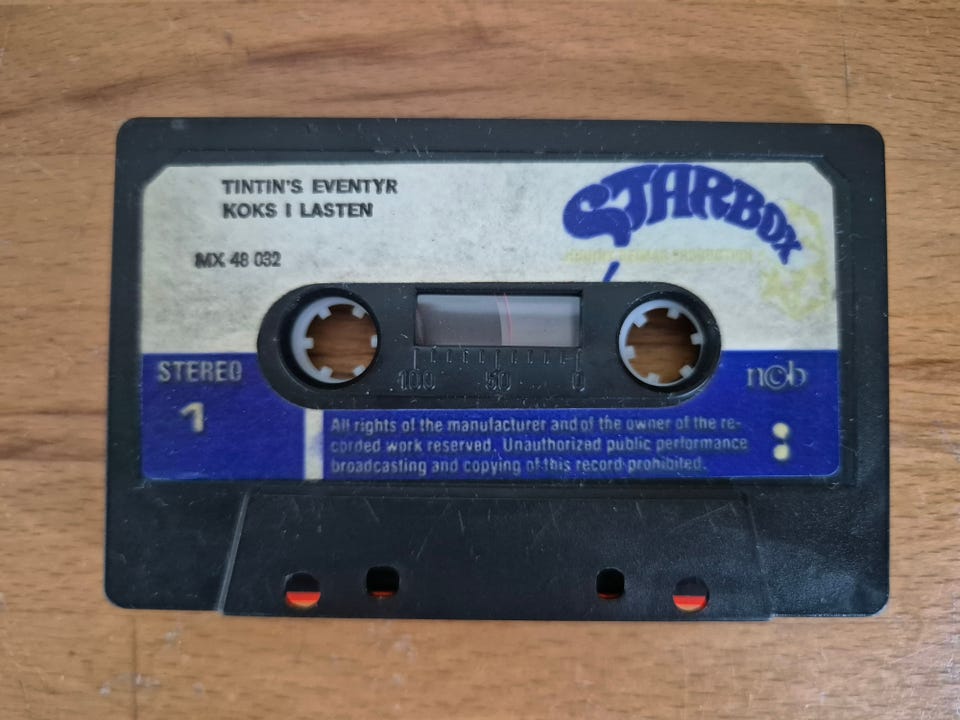 TINTIN'S EVENTYR
KOKS I LASTEN
STARBOX
MX 48 032
STEREO
1
100 50 0
n©b
All rights of the manufacturer and of the owner of the re-
corded work reserved. Unauthorized public performance
broadcasting and copying of this record prohibited.